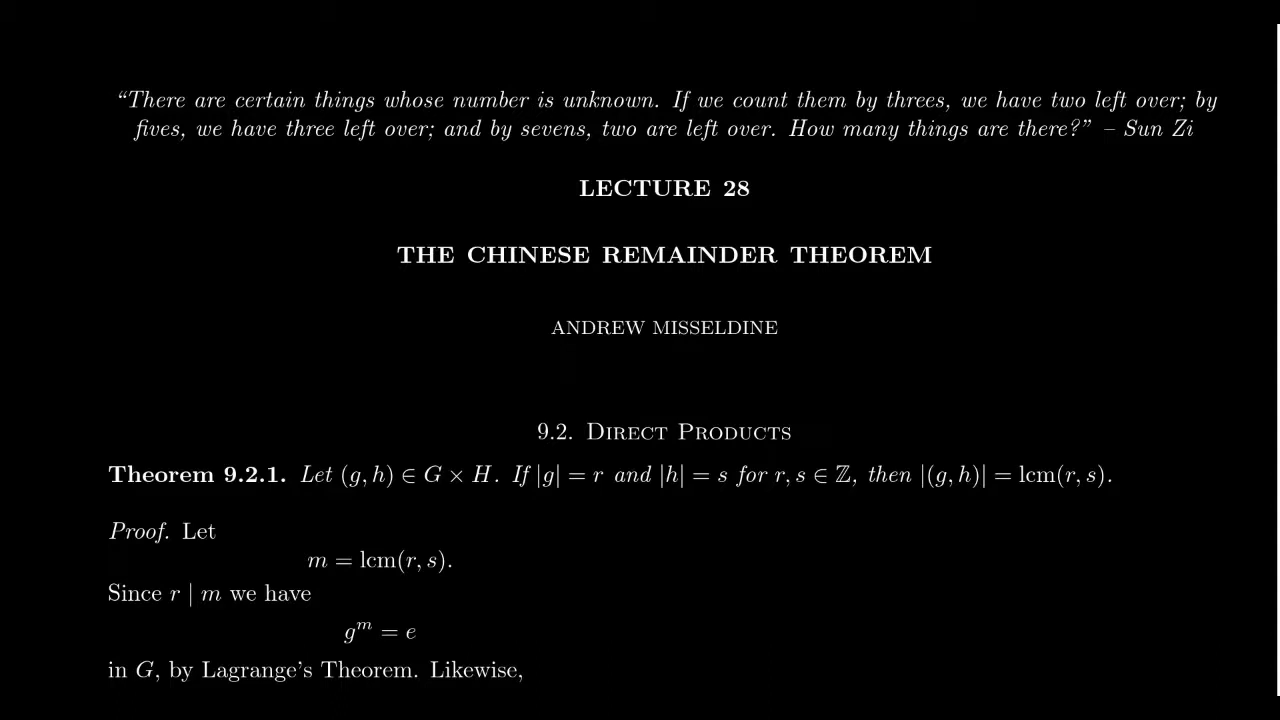 “There are certain things whose number is unknown. If we count them by threes, we have two left over; by
fives, we have three left over; and by sevens, two are left over. How many things are there?” – Sun Zi
LECTURE 28
THE CHINESE REMAINDER THEOREM
ANDREW MISSELDINE
9.2. Direct Products
Theorem 9.2.1. Let (g, h) ∈ G × H. If |g| = r and |h| = s for r, s ∈ ℤ, then |(g, h)| = lcm(r, s).
Proof. Let
m = lcm(r, s).
Since r | m we have
gᵐ = e
in G, by Lagrange’s Theorem. Likewise,